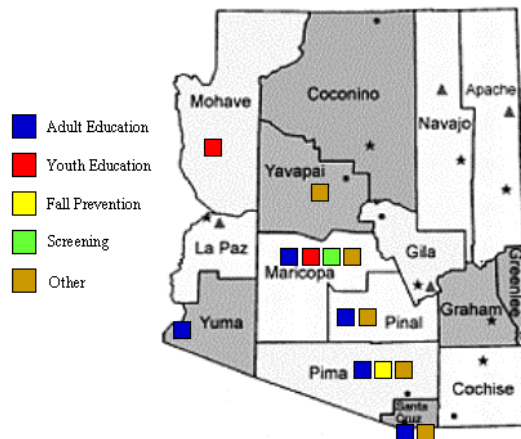 Mohave
Coconino
Navajo
Apache
Adult Education
Youth Education
Yavapai
Fall Prevention
Screening
La Paz
Gila
Greenlee
Other
Maricopa
Yuma
Pinal
Graham
Pima
Cochise
Santa
Cruz